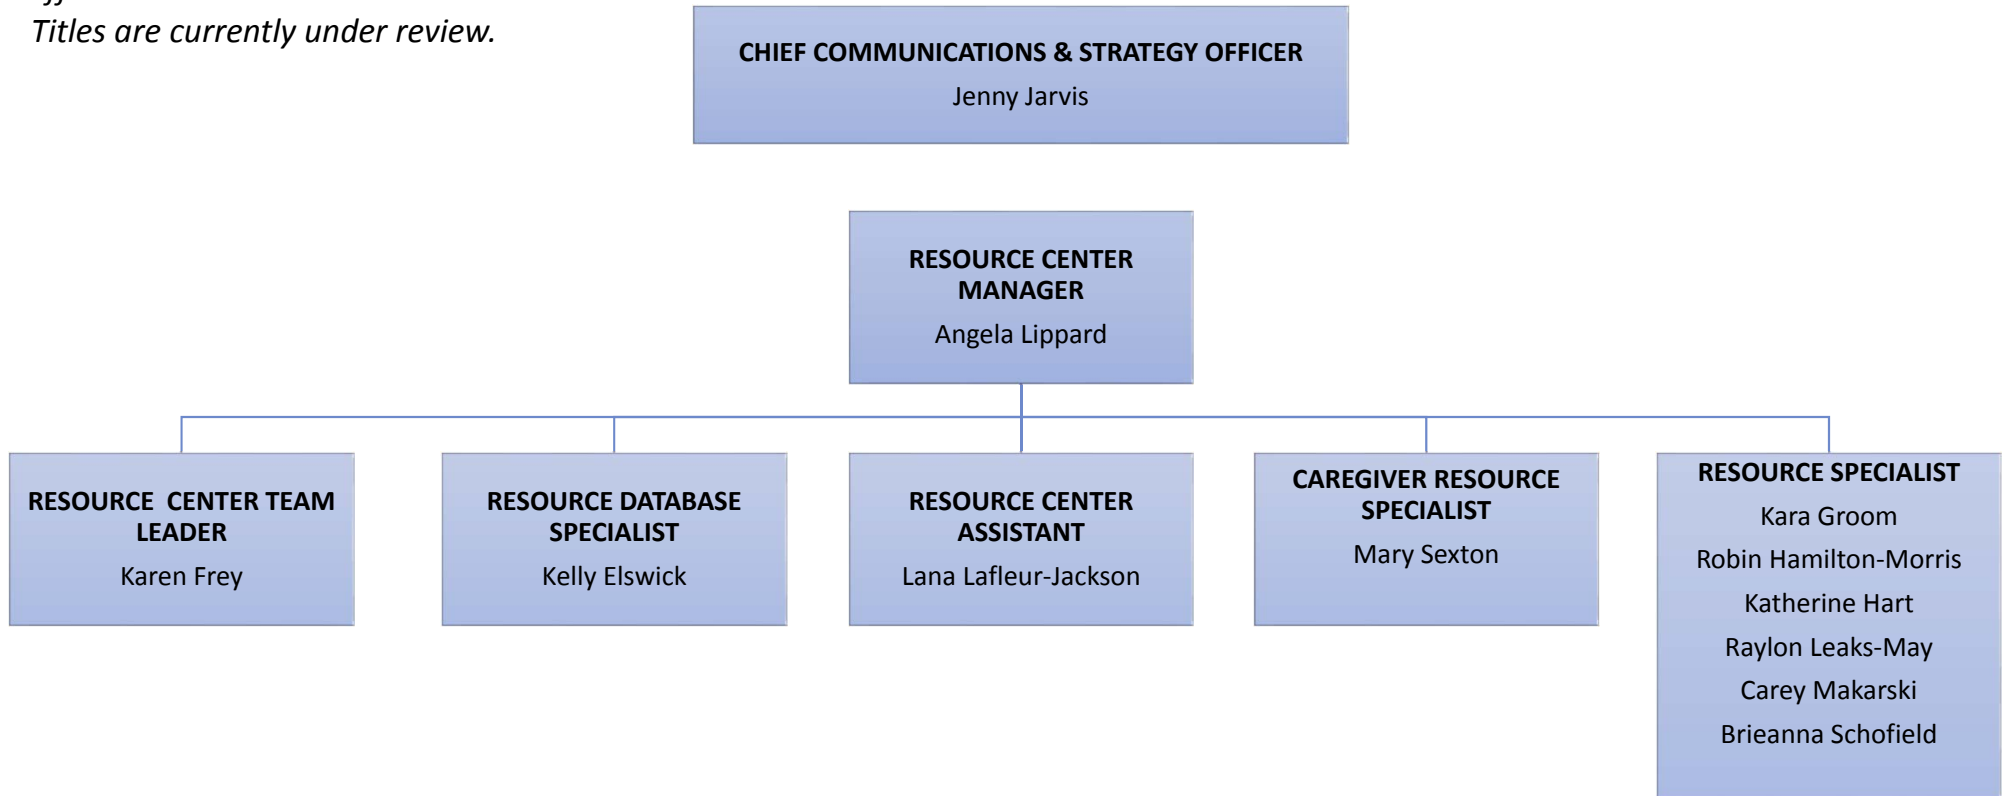 Titles are currently under review.
CHIEF COMMUNICATIONS & STRATEGY OFFICER
Jenny Jarvis
RESOURCE CENTER
MANAGER
Angela Lippard
RESOURCE  CENTER TEAM
LEADER
Karen Frey
RESOURCE DATABASE
SPECIALIST
Kelly Elswick
RESOURCE CENTER
ASSISTANT
Lana Lafleur-Jackson
CAREGIVER RESOURCE
SPECIALIST
Mary Sexton
RESOURCE SPECIALIST
Kara Groom
Robin Hamilton-Morris
Katherine Hart
Raylon Leaks-May
Carey Makarski
Brieanna Schofield